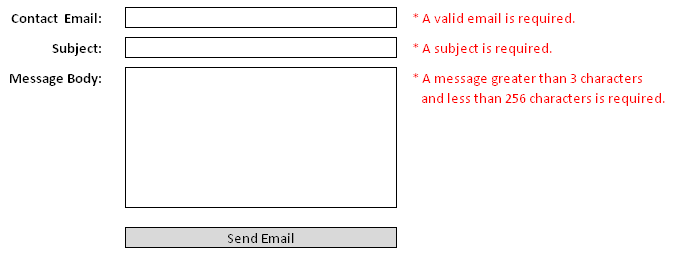 Contact Email: * A valid email is required.
Subject: * A subject is required.
Message Body: * A message greater than 3 characters
and less than 256 characters is required.
Send Email